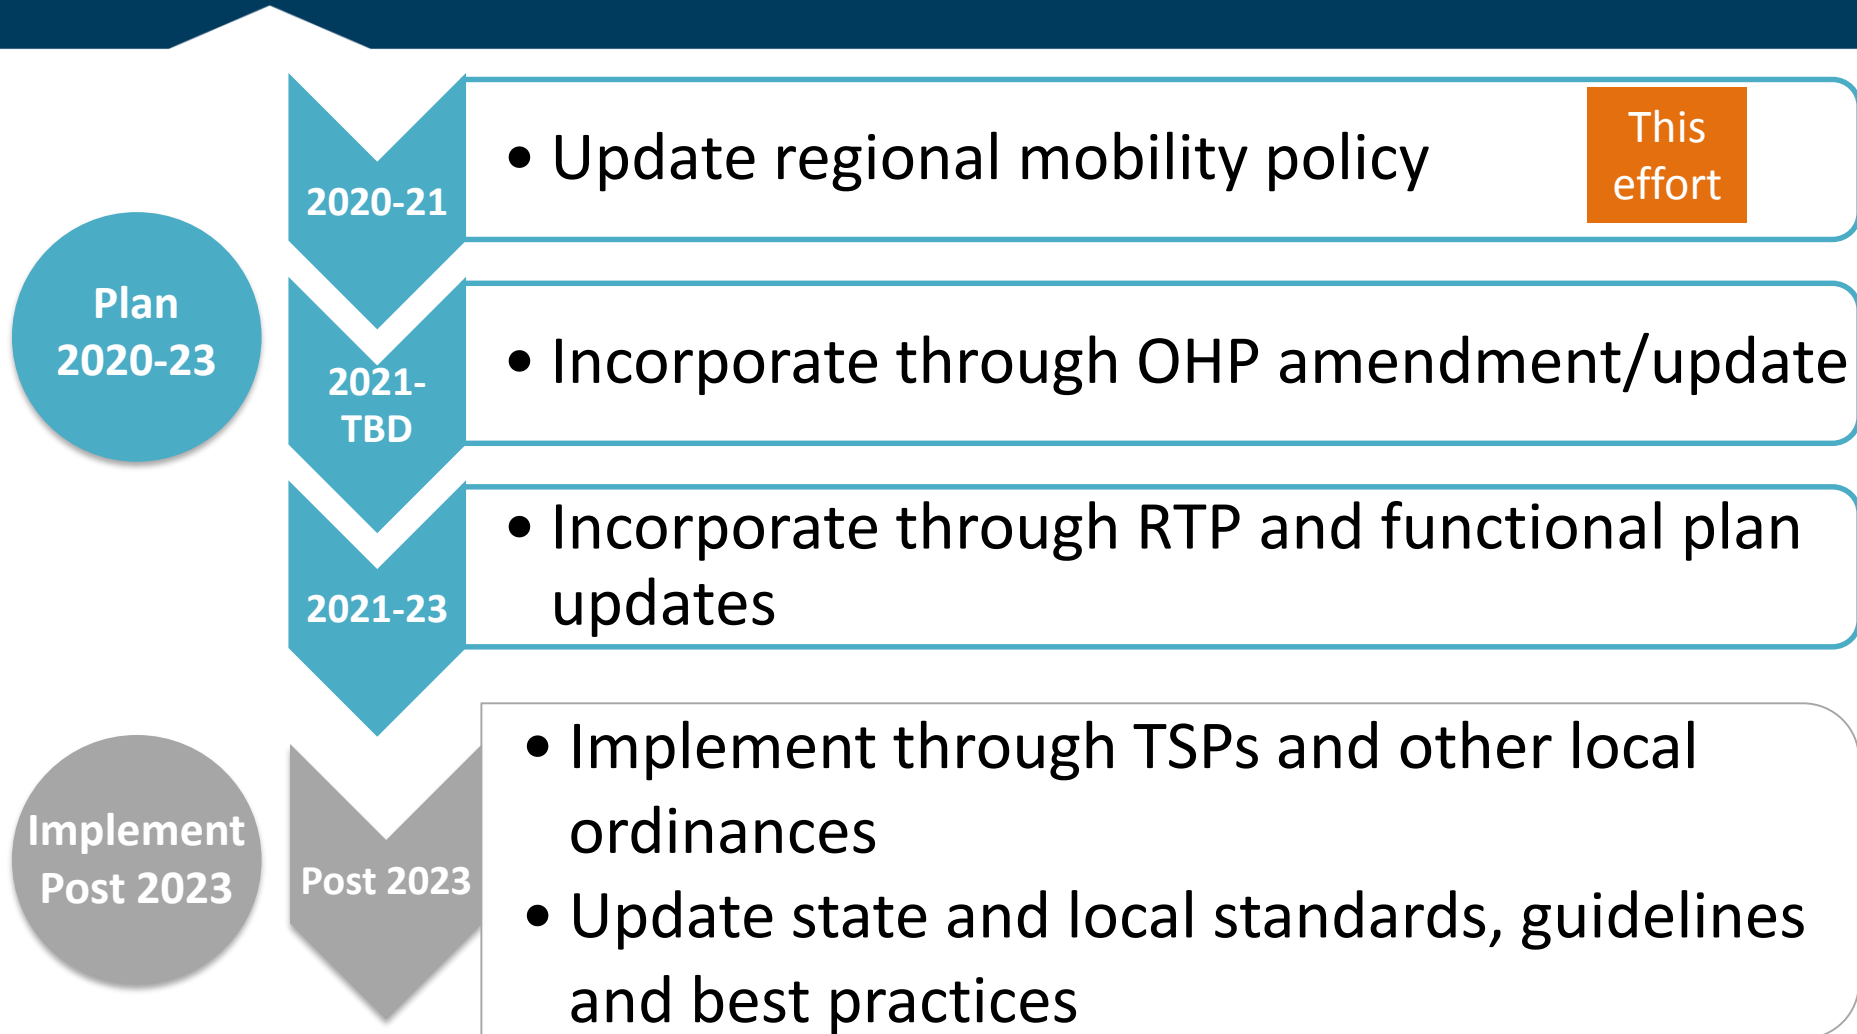 Plan
2020-23
2020-21
• Update regional mobility policy
This
effort
2021-
TBD
• Incorporate through OHP amendment/update
2021-23
• Incorporate through RTP and functional plan
updates
Implement
Post 2023
Post 2023
• Implement through TSPs and other local
ordinances
• Update state and local standards, guidelines
and best practices